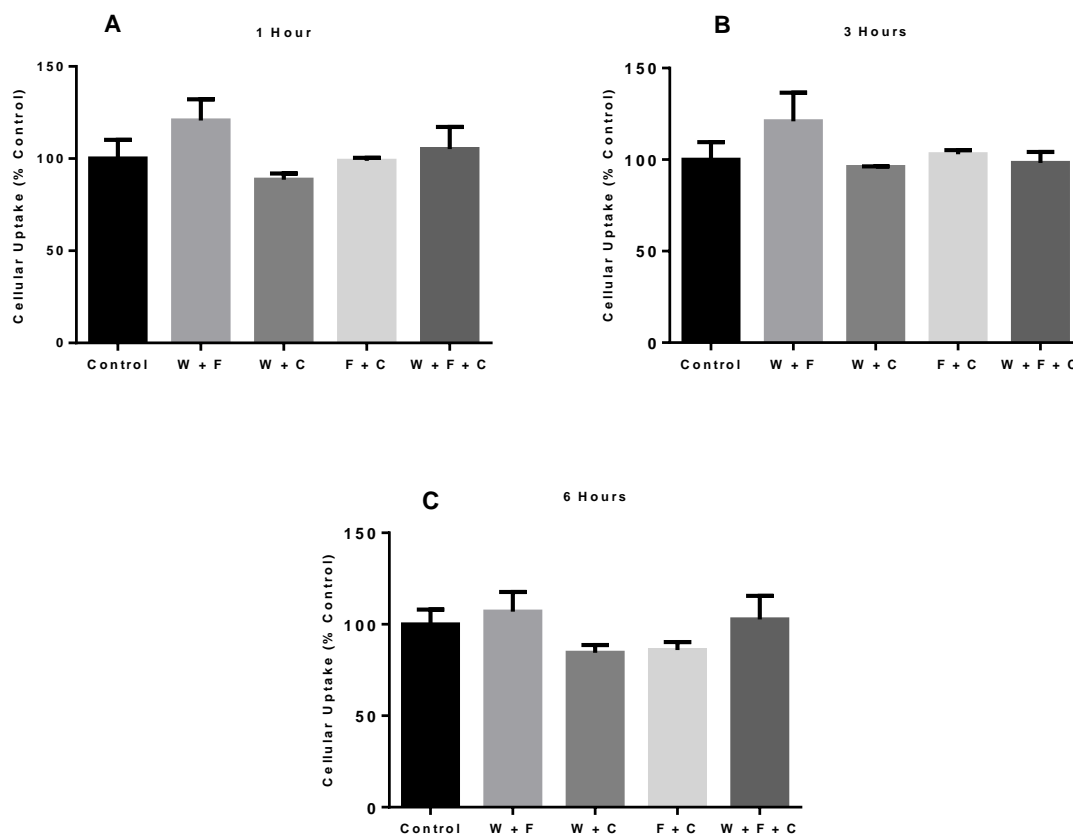 A
1 Hour
Cellular Uptake (% Control)
150
100
50
0
Control W + F W + C F + C W + F + C
B
3 Hours
Cellular Uptake (% Control)
150
100
50
0
Control W + F W + C F + C W + F + C
C
6 Hours
Cellular Uptake (% Control)
150
100
50
0
Control W + F W + C F + C W + F + C